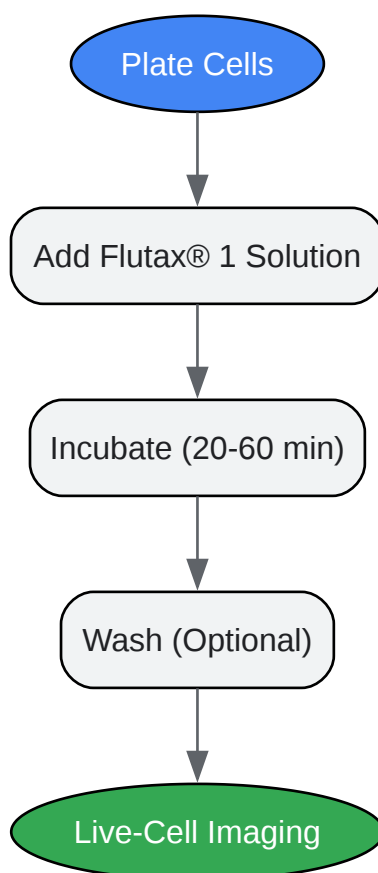 Plate Cells
Add Flutax® 1 Solution
Incubate (20-60 min)
Wash (Optional)
Live-Cell Imaging